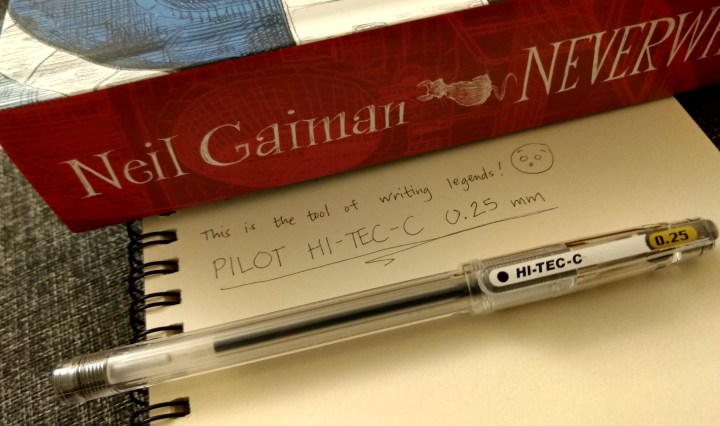 Neil Gaiman NEVERW
This is the tool of writing legends!
PILOT HI-TEC-C 0.25 mm
HI-TEC-C 0.25